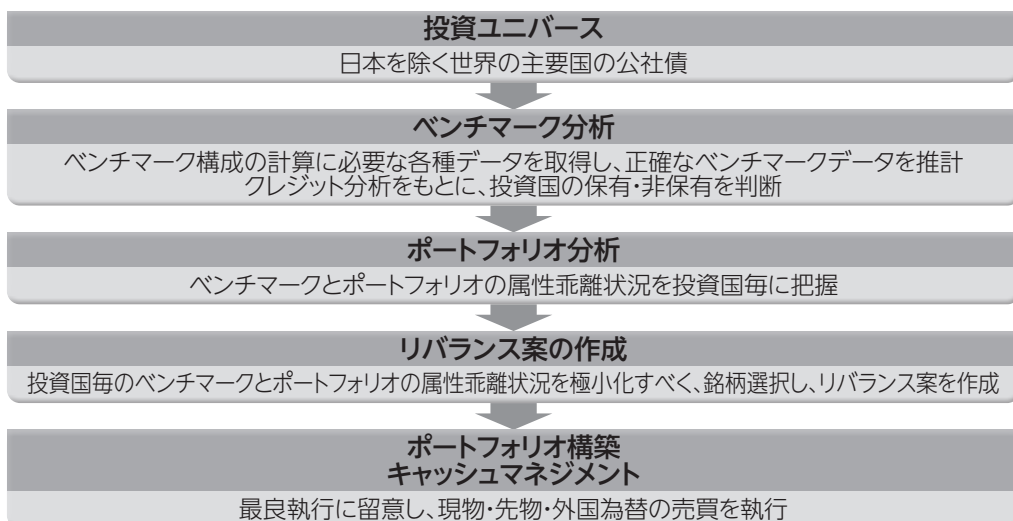 投資ユニバース
日本を除く世界の主要国の公社債
ベンチマーク分析
ベンチマーク構成の計算に必要な各種データを取得し、正確なベンチマークデータを推計
クレジット分析をもとに、投資国の保有・非保有を判断
ポートフォリオ分析
ベンチマークとポートフォリオの属性乖離状況を投資国毎に把握
リバランス案の作成
投資国毎のベンチマークとポートフォリオの属性乖離状況を極小化すべく、銘柄選択し、リバランス案を作成
ポートフォリオ構築
キャッシュマネジメント
最良執行に留意し、現物・先物・外国為替の売買を執行